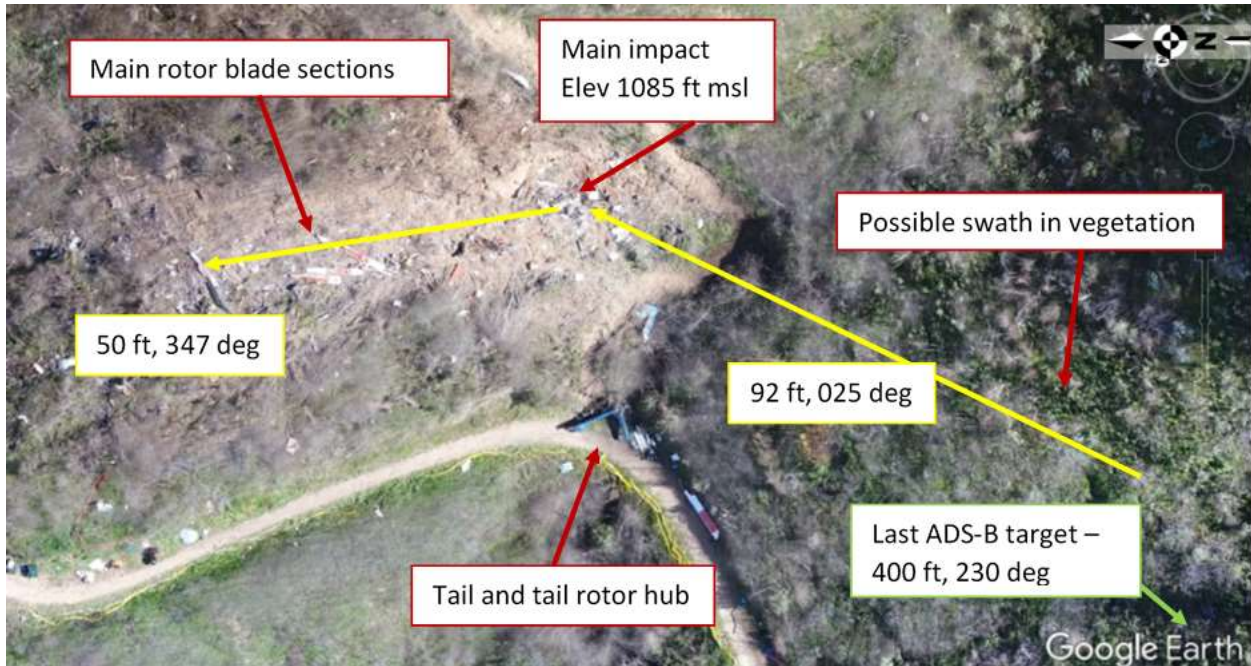 Main rotor blade sections
Main impact
Elev 1085 ft msl
N
Possible swath in vegetation
50 ft, 347 deg
92 ft, 025 deg
Last ADS-B target –
400 ft, 230 deg
Tail and tail rotor hub
Google Earth